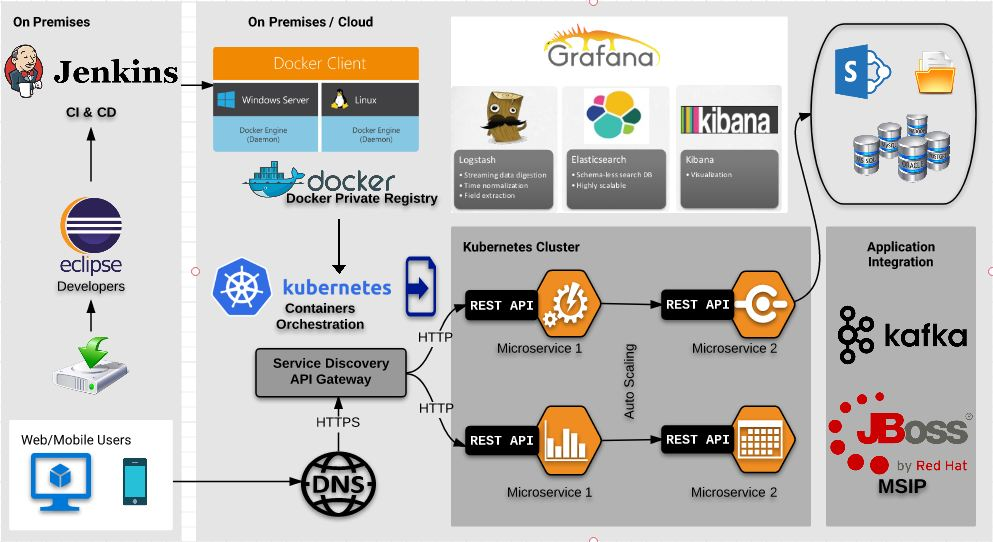 On Premises
Jenkins
CI & CD
eclipse
Developers
Web/Mobile Users
On Premises / Cloud
Docker Client
Windows Server
Linux
Docker Engine
(Daemon)
Docker Engine
(Daemon)
docker
Docker Private Registry
kubernetes
Containers
Orchestration
Service Discovery
API Gateway
HTTPS
DNS
HTTP
HTTP
Grafana
Logstash
• Streaming data digestion
• Time normalization
• Field extraction
Elasticsearch
• Schema-less search DB
• Highly scalable
kibana
Kibana
• Visualization
Kubernetes Cluster
REST API
Microservice 1
REST API
Microservice 2
Auto Scaling
REST API
Microservice 1
REST API
Microservice 2
S
Application
Integration
kafka
JBoss®
by Red Hat
MSIP